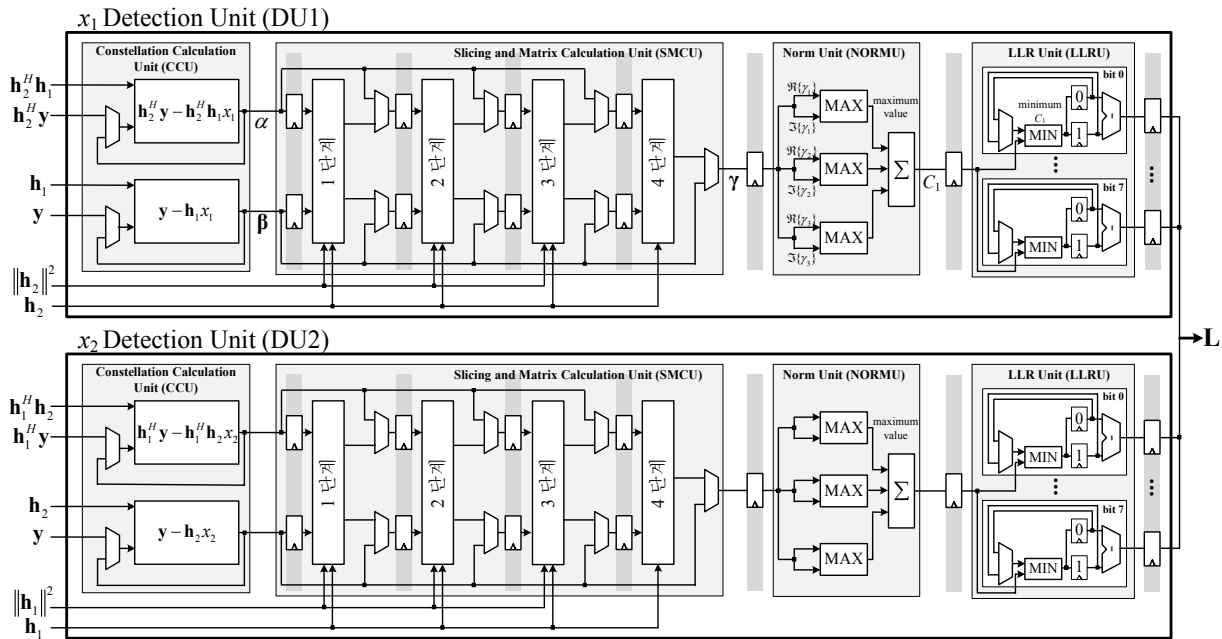 x₁ Detection Unit (DU1)
Constellation Calculation
Unit (CCU)
h₂ᴴh₁
h₂ᴴy
h₂ᴴy − h₂ᴴh₁x₁
α
h₁
y
y − h₁x₁
β
‖h₂‖²
h₂
Slicing and Matrix Calculation Unit (SMCU)
1 단계
2 단계
3 단계
4 단계
γ
Norm Unit (NORMU)
ℜ{γ₁}
ℑ{γ₁}
MAX
ℜ{γ₂}
ℑ{γ₂}
MAX
ℜ{γ₃}
ℑ{γ₃}
MAX
maximum
value
Σ
C₁
LLR Unit (LLRU)
bit 0
minimum
C₁
MIN
0
1
-
⋮
⋮
bit 7
MIN
0
1
-
x₂ Detection Unit (DU2)
Constellation Calculation
Unit (CCU)
h₁ᴴh₂
h₁ᴴy
h₁ᴴy − h₁ᴴh₂x₂
h₂
y
y − h₂x₂
‖h₁‖²
h₁
Slicing and Matrix Calculation Unit (SMCU)
1 단계
2 단계
3 단계
4 단계
Norm Unit (NORMU)
MAX
MAX
MAX
maximum
value
Σ
LLR Unit (LLRU)
bit 0
MIN
0
1
-
⋮
⋮
bit 7
MIN
0
1
-
L